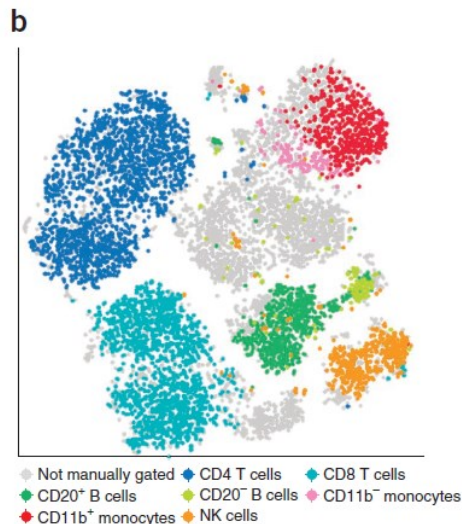 b
Not manually gated CD4 T cells CD8 T cells
CD20⁺ B cells CD20⁻ B cells CD11b⁻ monocytes
CD11b⁺ monocytes NK cells